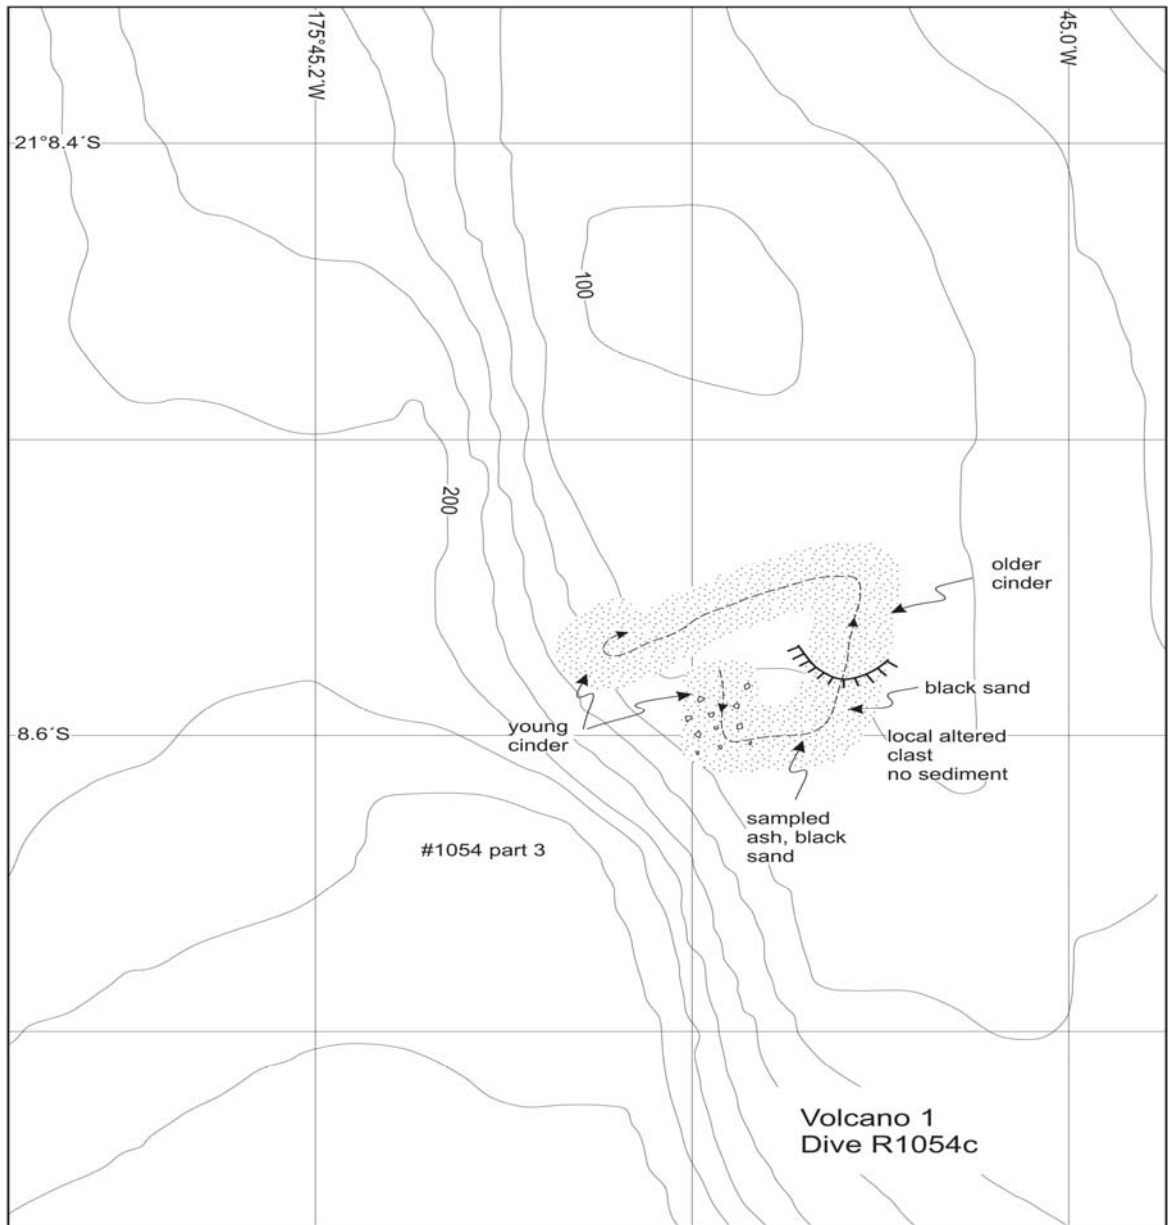 175°45.2´W
45.0´W
21°8.4´S
100
200
older
cinder
black sand
young
cinder
8.6´S
local altered
clast
no sediment
sampled
ash, black
sand
#1054 part 3
Volcano 1
Dive R1054c